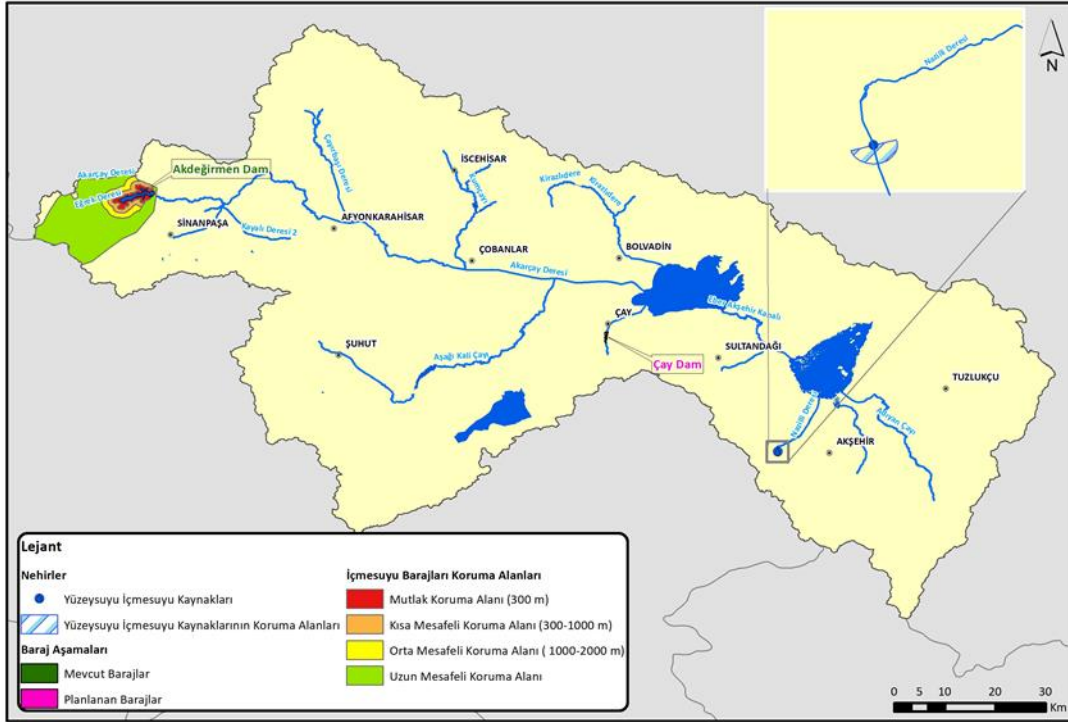 Nazilli Deresi
N
Akarçay Deresi
Akdeğirmen Dam
Eğrek Deresi
SİNANPAŞA
Kayalı Deresi 2
Çayırbaşı Deresi
AFYONKARAHİSAR
İSCEHİSAR
ÇOBANLAR
Akarçay Deresi
Kirazlıdere
Kirazlıdere
BOLVADİN
ÇAY
Çay Dam
Eber Akşehir Kanalı
SULTANDAĞI
ŞUHUT
Aşağı Kali Çayı
TUZLUKÇU
Nazilli Deresi
AKŞEHİR
Adıyan Çayı
Lejant
Nehirler
Yüzeysuyu İçmesuyu Kaynakları
Yüzeysuyu İçmesuyu Kaynaklarının Koruma Alanları
Baraj Aşamaları
Mevcut Barajlar
Planlanan Barajlar
İçmesuyu Barajları Koruma Alanları
Mutlak Koruma Alanı (300 m)
Kısa Mesafeli Koruma Alanı (300-1000 m)
Orta Mesafeli Koruma Alanı ( 1000-2000 m)
Uzun Mesafeli Koruma Alanı
0 5 10 20 30
Km